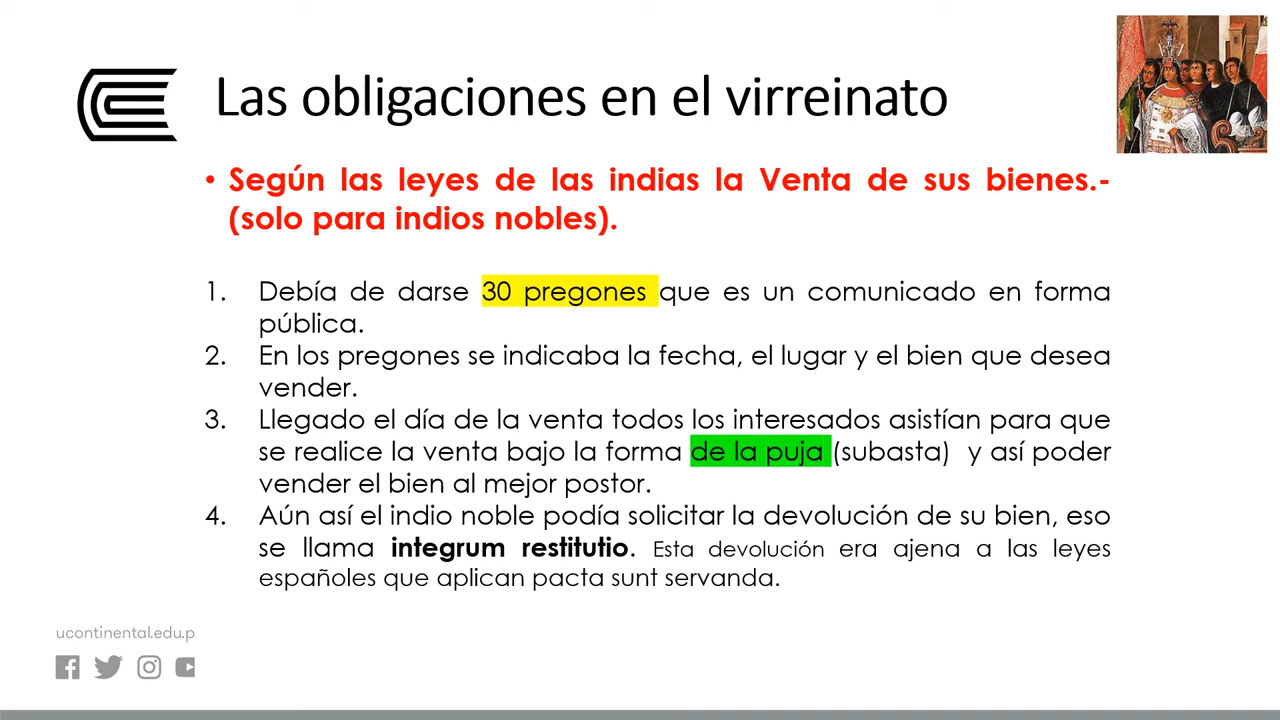 Las obligaciones en el virreinato
• Según las leyes de las indias la Venta de sus bienes.-
(solo para indios nobles).
1. Debía de darse 30 pregones que es un comunicado en forma
pública.
2. En los pregones se indicaba la fecha, el lugar y el bien que desea
vender.
3. Llegado el día de la venta todos los interesados asistían para que
se realice la venta bajo la forma de la puja (subasta) y así poder
vender el bien al mejor postor.
4. Aún así el indio noble podía solicitar la devolución de su bien, eso
se llama integrum restitutio. Esta devolución era ajena a las leyes
españoles que aplican pacta sunt servanda.
ucontinental.edu.p